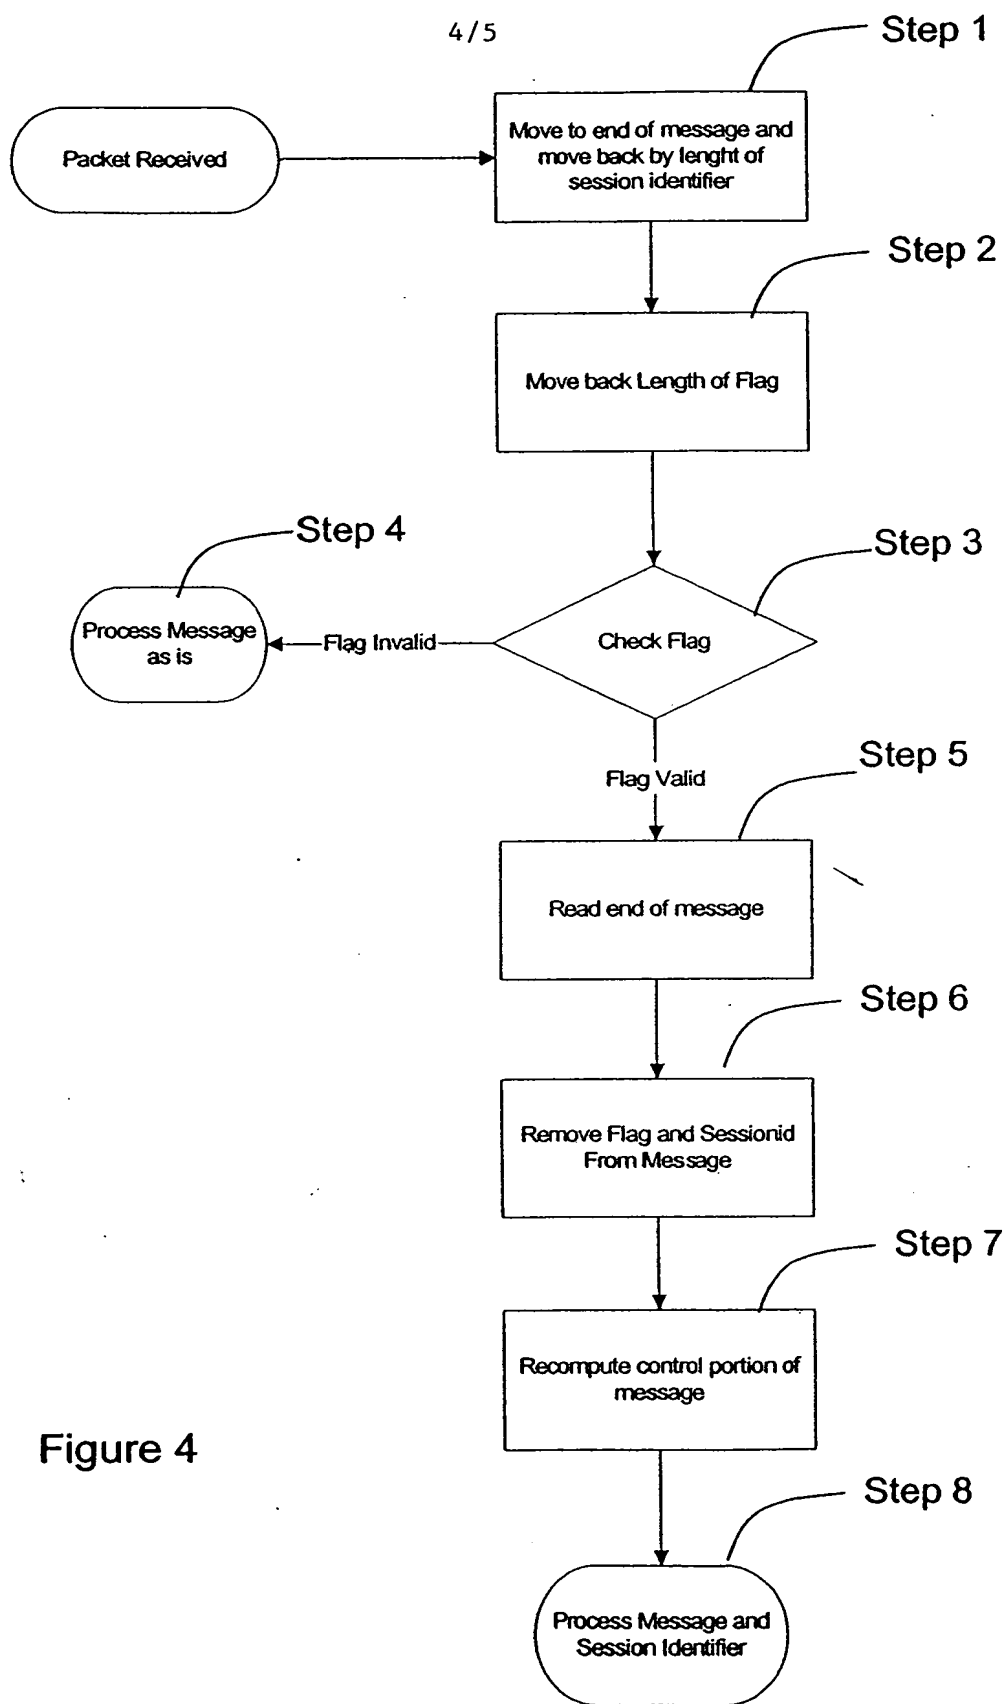 4/5
Step 1
Packet Received
Move to end of message and
move back by lenght of
session identifier
Step 2
Move back Length of Flag
Step 4
Step 3
Process Message
as is
Flag Invalid
Check Flag
Step 5
Flag Valid
Read end of message
Step 6
Remove Flag and Sessionid
From Message
Step 7
Recompute control portion of
message
Figure 4
Step 8
Process Message and
Session Identifier